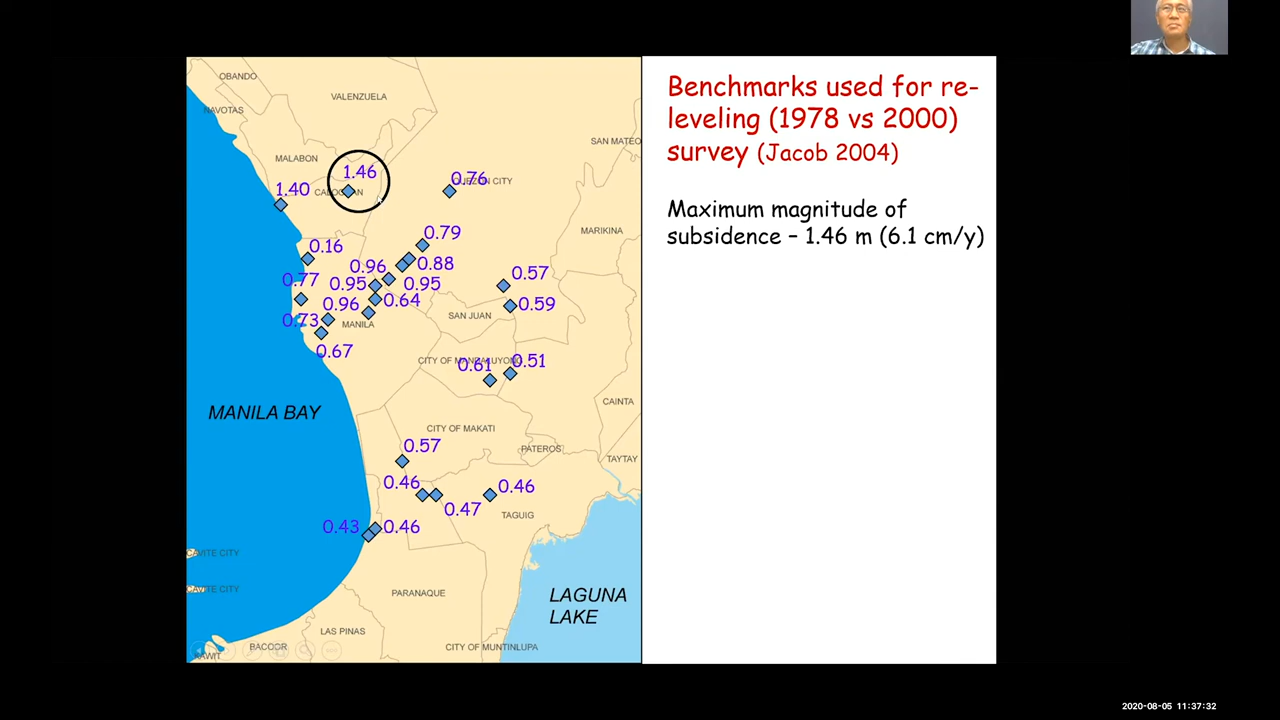 Benchmarks used for re-
leveling (1978 vs 2000)
survey (Jacob 2004)
Maximum magnitude of
subsidence – 1.46 m (6.1 cm/y)
OBANDO
VALENZUELA
NAVOTAS
SAN MATEO
MALABON
1.46
0.76
QUEZON CITY
1.40
CALOOCAN
MARIKINA
0.79
0.16
0.96
0.88
0.57
0.77
0.95
0.95
0.96
0.64
0.59
SAN JUAN
0.73
MANILA
0.67
CITY OF MANDALUYONG
0.61
0.51
CAINTA
MANILA BAY
CITY OF MAKATI
0.57
PATEROS
TAYTAY
0.46
0.46
0.47
TAGUIG
0.43
0.46
CAVITE CITY
CAVITE CITY
PARANAQUE
LAGUNA
LAKE
LAS PINAS
BACOOR
CITY OF MUNTINLUPA
KAWIT
2020-08-05 11:37:32